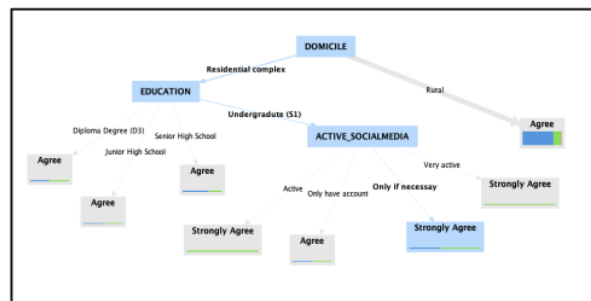 DOMICILE
Residential complex
Rural
EDUCATION
Undergradute (S1)
Agree
Diploma Degree (D3)
Senior High School
ACTIVE_SOCIALMEDIA
Junior High School
Agree
Very active
Agree
Active
Only have account
Only if necessay
Strongly Agree
Agree
Strongly Agree
Agree
Strongly Agree